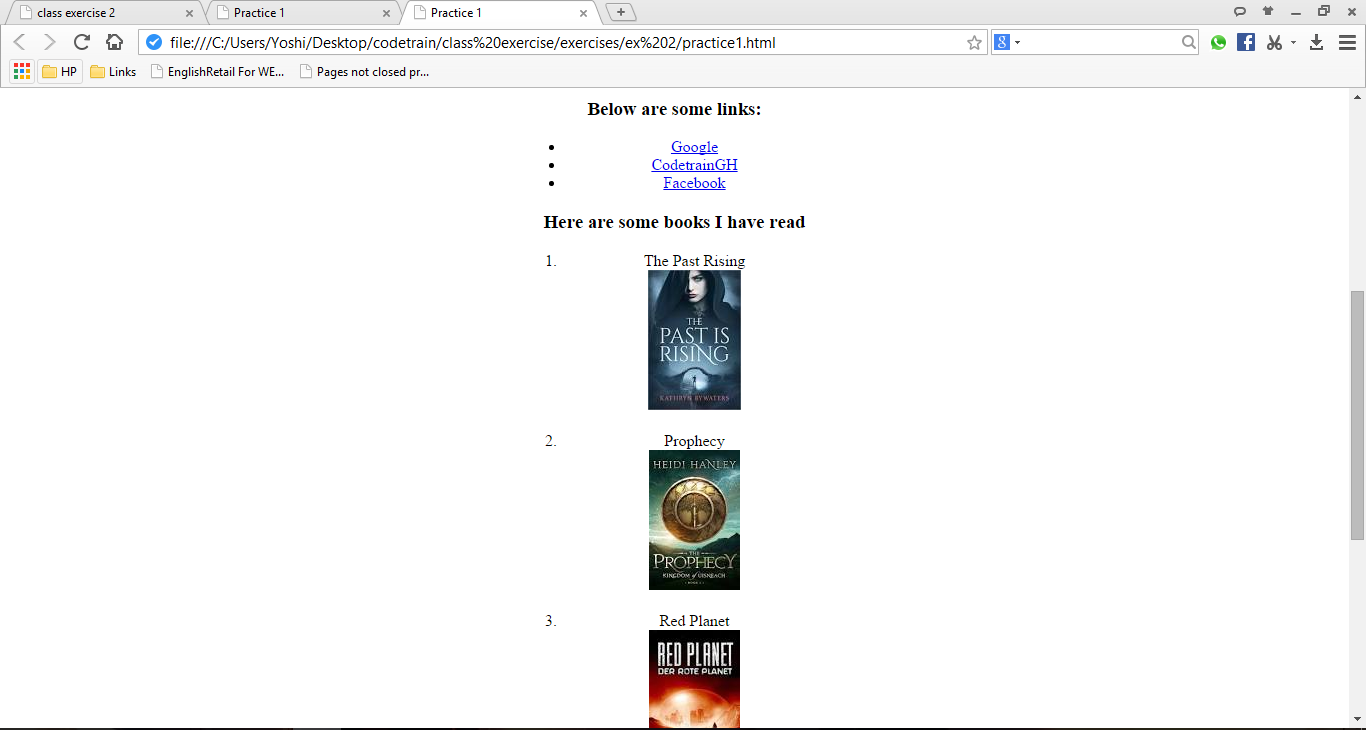 class exercise 2
Practice 1
Practice 1
file:///C:/Users/Yoshi/Desktop/codetrain/class%20exercise/exercises/ex%202/practice1.html
8
HP
Links
EnglishRetail For WE...
Pages not closed pr...
Below are some links:
• Google
• CodetrainGH
• Facebook
Here are some books I have read
1. The Past Rising
THE
PAST IS
RISING
KATHRYN BYWATERS
2. Prophecy
HEIDI HANLEY
THE
PROPHECY
KINGDOM of UISNEACH
3. Red Planet
RED PLANET
DER ROTE PLANET